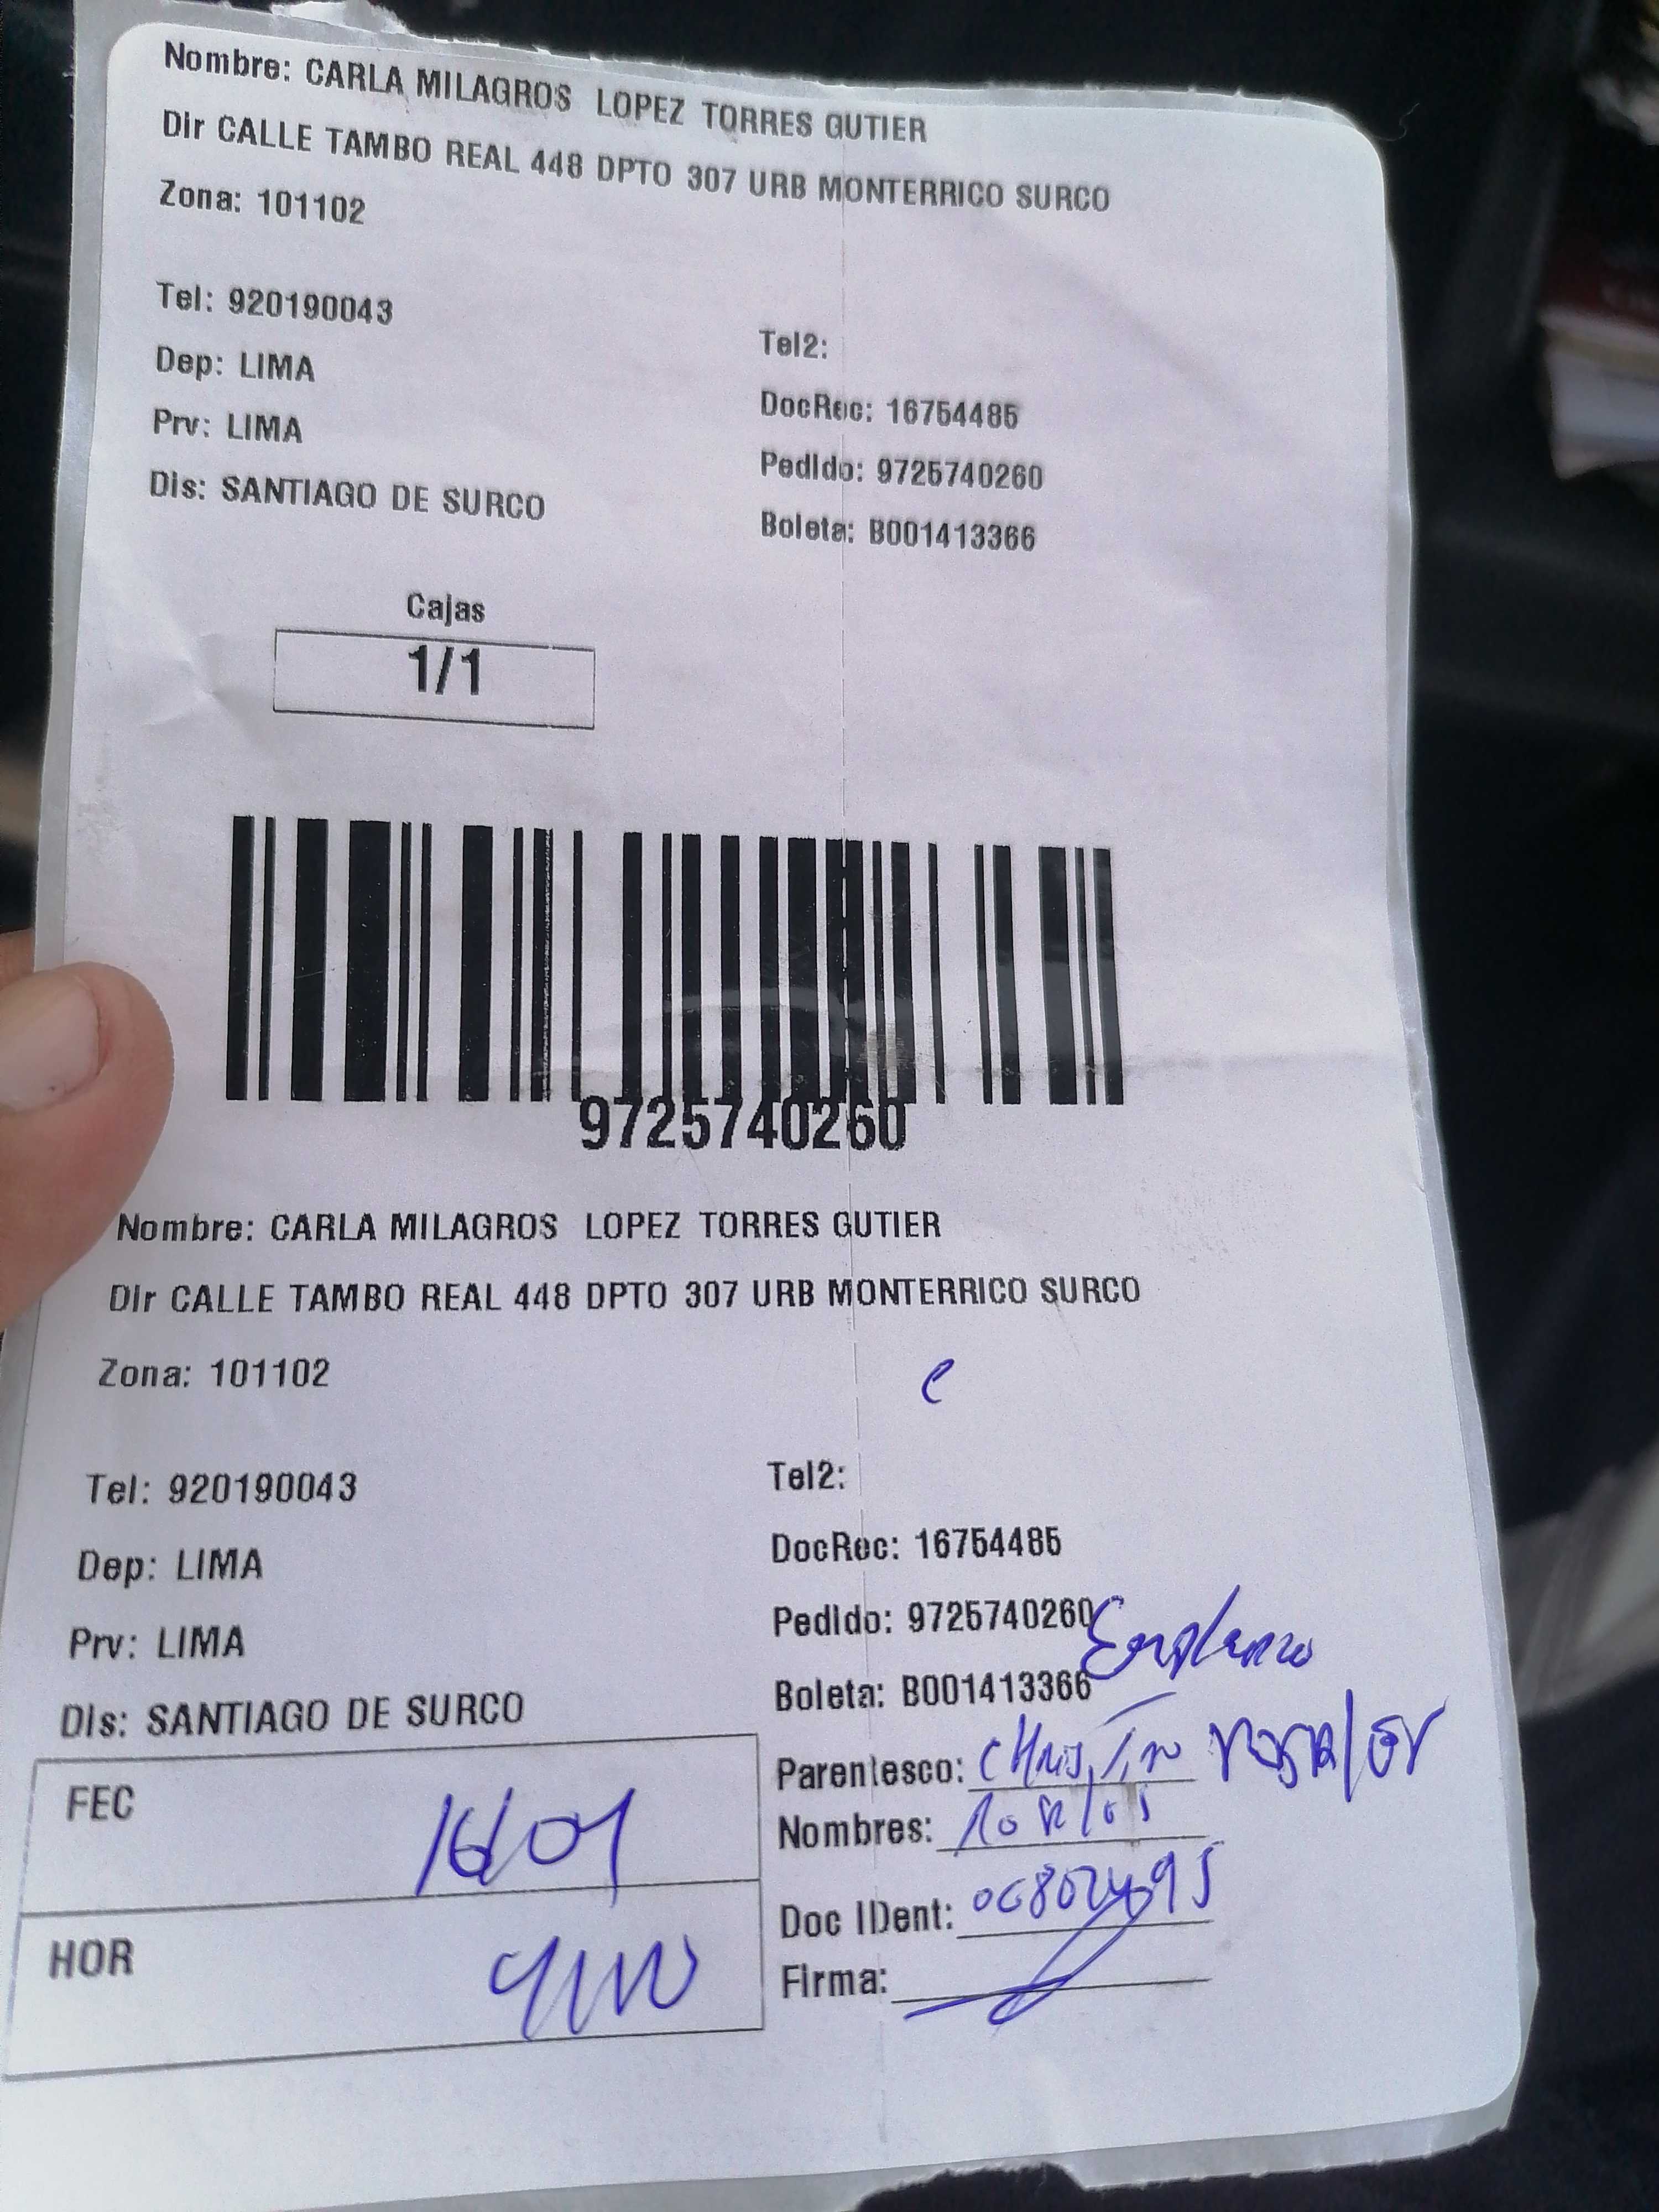 Nombre: CARLA MILAGROS LOPEZ TORRES GUTIER
Dir CALLE TAMBO REAL 448 DPTO 307 URB MONTERRICO SURCO
Zona: 101102
Tel: 920190043
Tel2:
Dep: LIMA
DocRec: 16754485
Prv: LIMA
Pedido: 9725740260
Dis: SANTIAGO DE SURCO
Boleta: B001413366
Cajas
1/1
9725740260
Nombre: CARLA MILAGROS LOPEZ TORRES GUTIER
Dir CALLE TAMBO REAL 448 DPTO 307 URB MONTERRICO SURCO
Zona: 101102
e
Tel: 920190043
Tel2:
Dep: LIMA
DocRec: 16754485
Prv: LIMA
Pedido: 9725740260
Dis: SANTIAGO DE SURCO
Boleta: B001413366
FEC 16/01
Parentesco:
Nombres:
HOR
Doc IDent:
Firma: